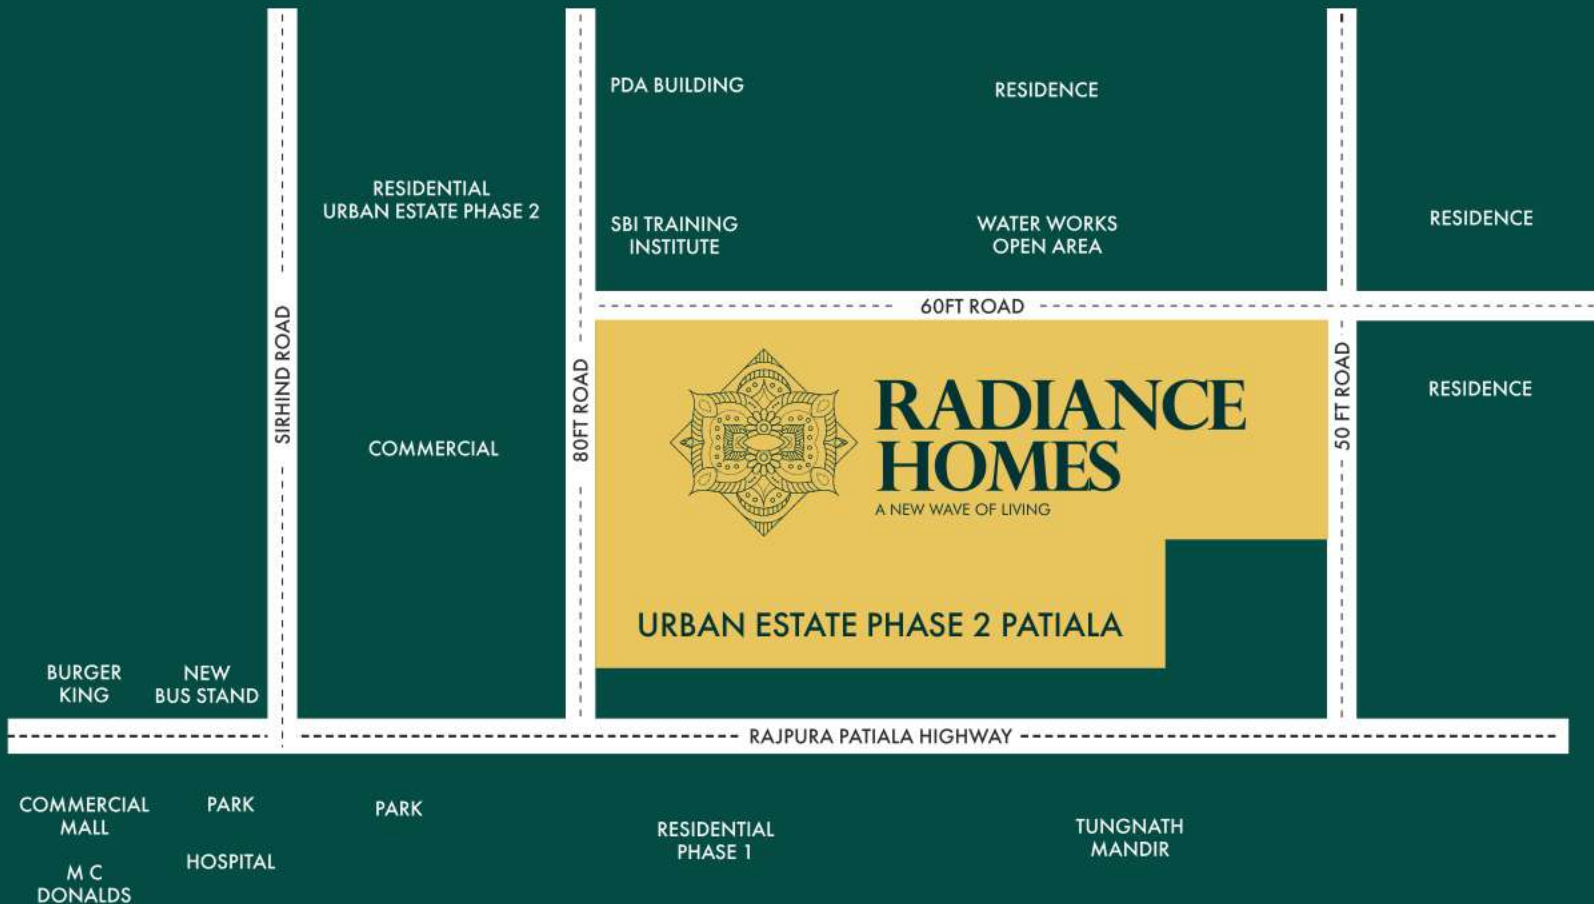 PDA BUILDING
RESIDENCE
RESIDENTIAL
URBAN ESTATE PHASE 2
SBI TRAINING
INSTITUTE
WATER WORKS
OPEN AREA
RESIDENCE
60FT ROAD
SIRHIND ROAD
80FT ROAD
50 FT ROAD
RADIANCE
HOMES
A NEW WAVE OF LIVING
RESIDENCE
COMMERCIAL
URBAN ESTATE PHASE 2 PATIALA
BURGER
KING
NEW
BUS STAND
RAJPURA PATIALA HIGHWAY
COMMERCIAL
MALL
PARK
PARK
HOSPITAL
M C
DONALDS
RESIDENTIAL
PHASE 1
TUNGNATH
MANDIR